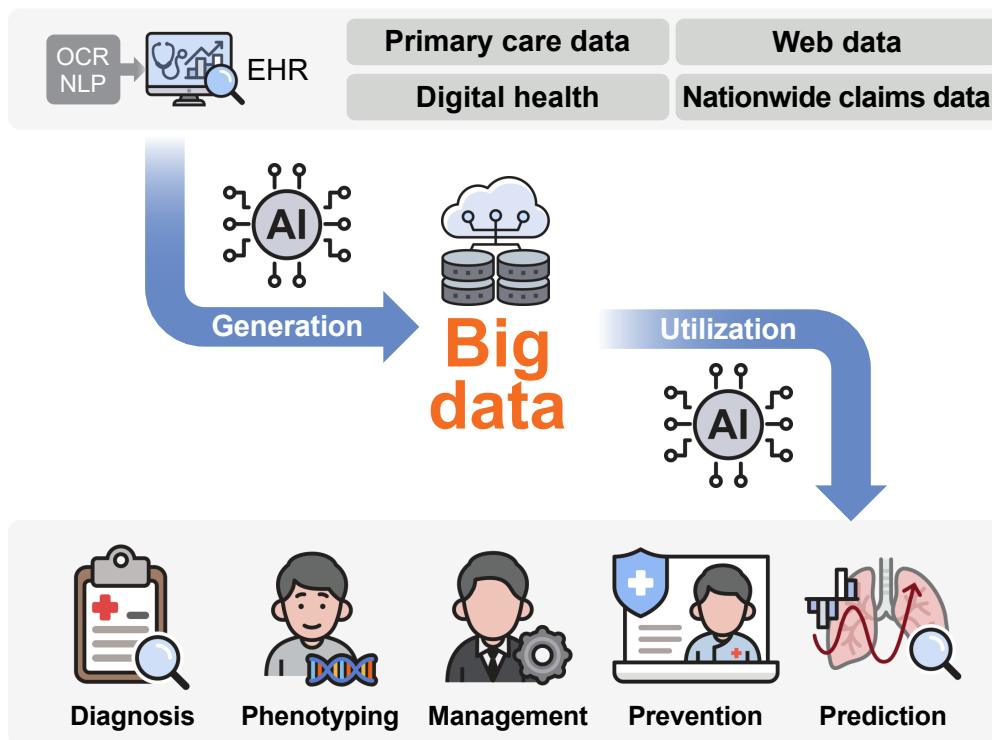 OCR
NLP
EHR
Primary care data
Web data
Digital health
Nationwide claims data
AI
Generation
Big
data
Utilization
AI
Diagnosis
Phenotyping
Management
Prevention
Prediction